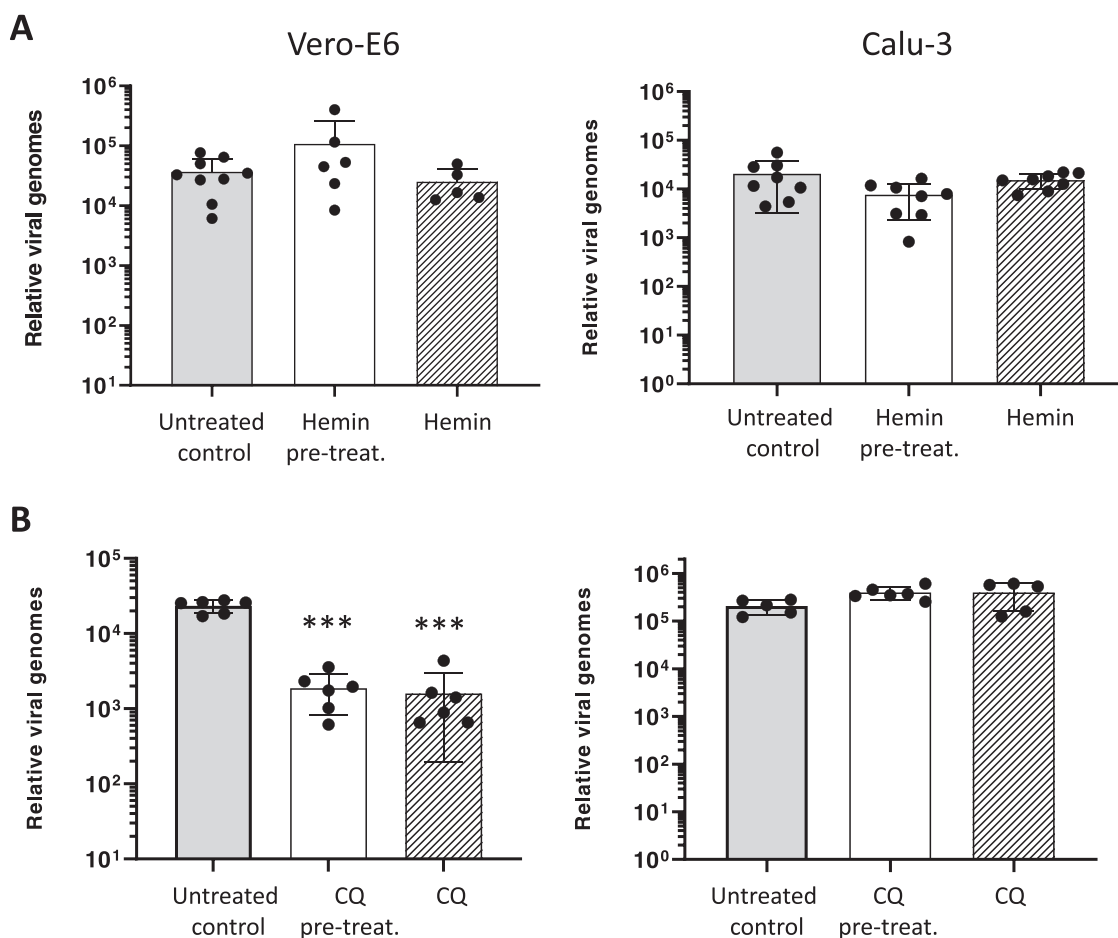 A
Vero-E6
Calu-3
Relative viral genomes
10⁶
10⁵
10⁴
10³
10²
10¹
Untreated control
Hemin pre-treat.
Hemin
Relative viral genomes
10⁶
10⁵
10⁴
10³
10²
10¹
10⁰
Untreated control
Hemin pre-treat.
Hemin
B
Relative viral genomes
10⁵
10⁴
10³
10²
10¹
***
***
Untreated control
CQ pre-treat.
CQ
Relative viral genomes
10⁶
10⁵
10⁴
10³
10²
10¹
10⁰
Untreated control
CQ pre-treat.
CQ